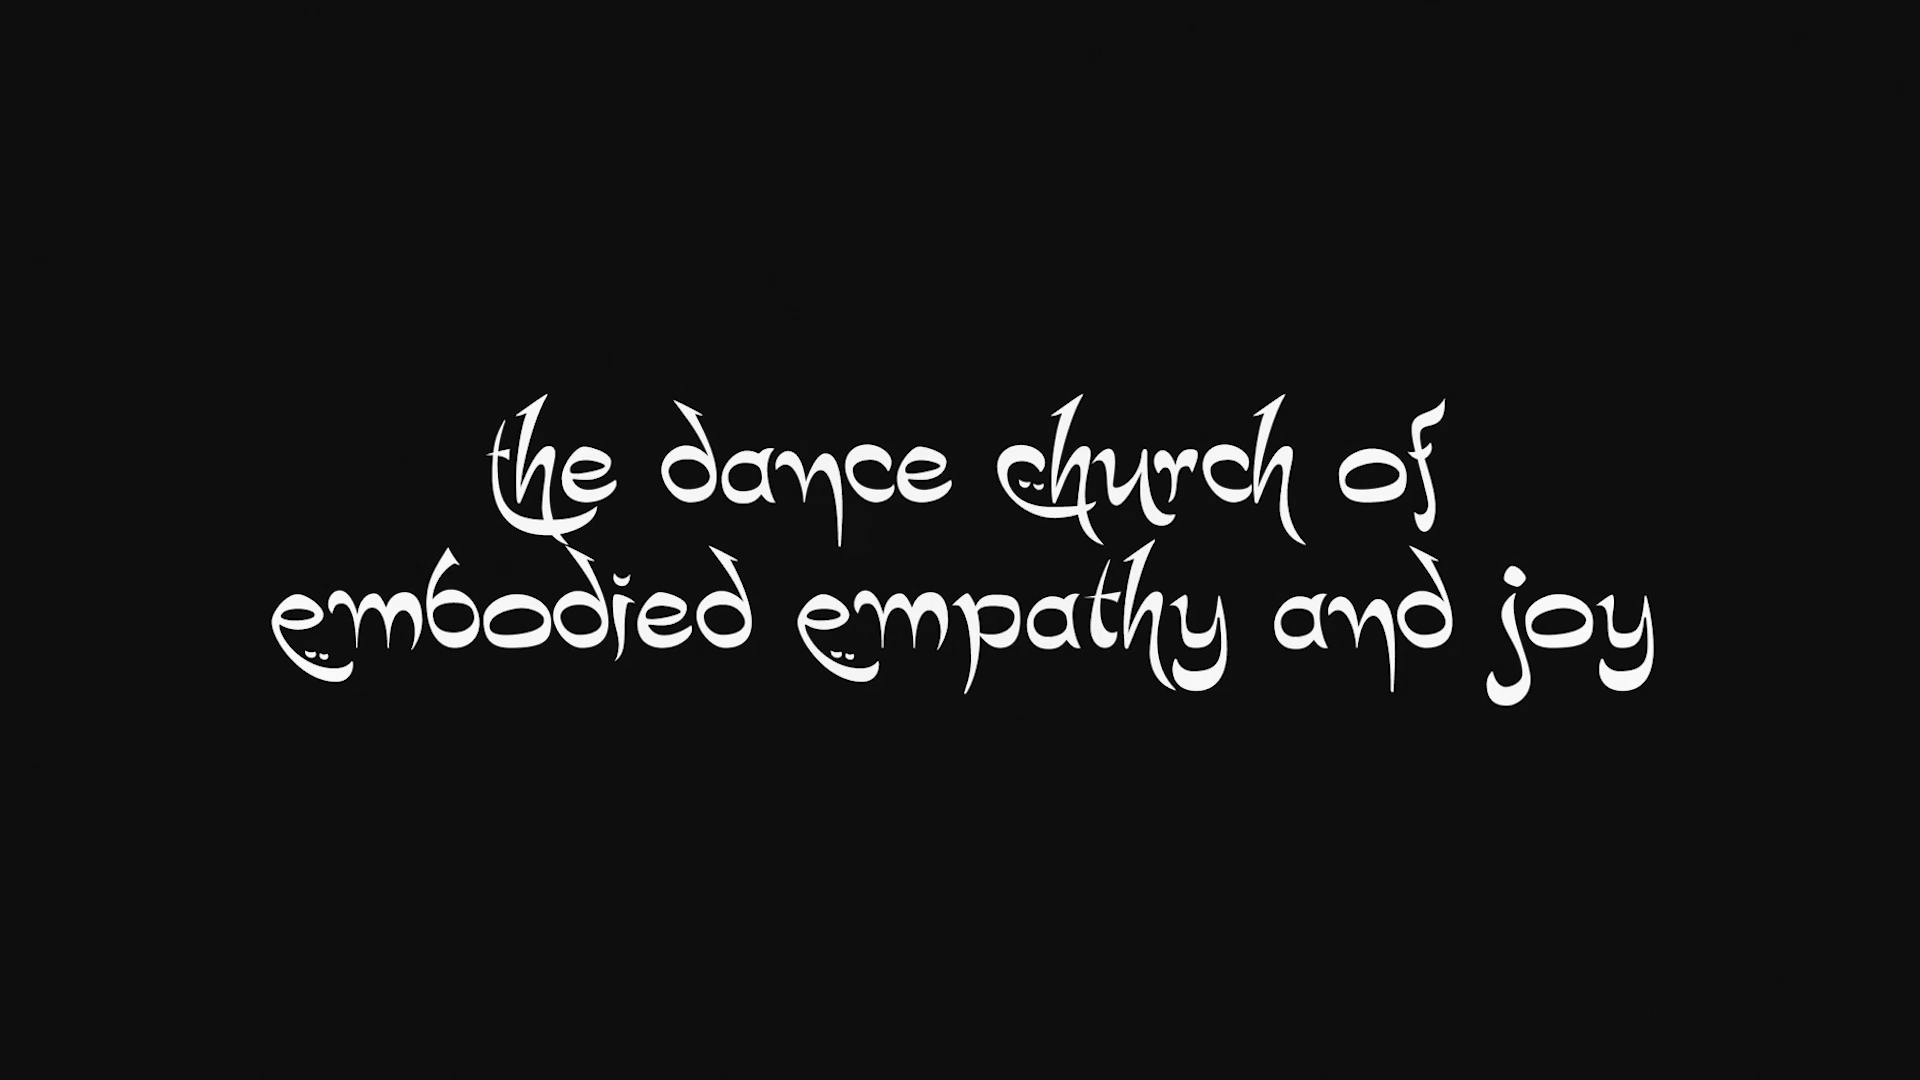 the dance church of
embodied empathy and joy